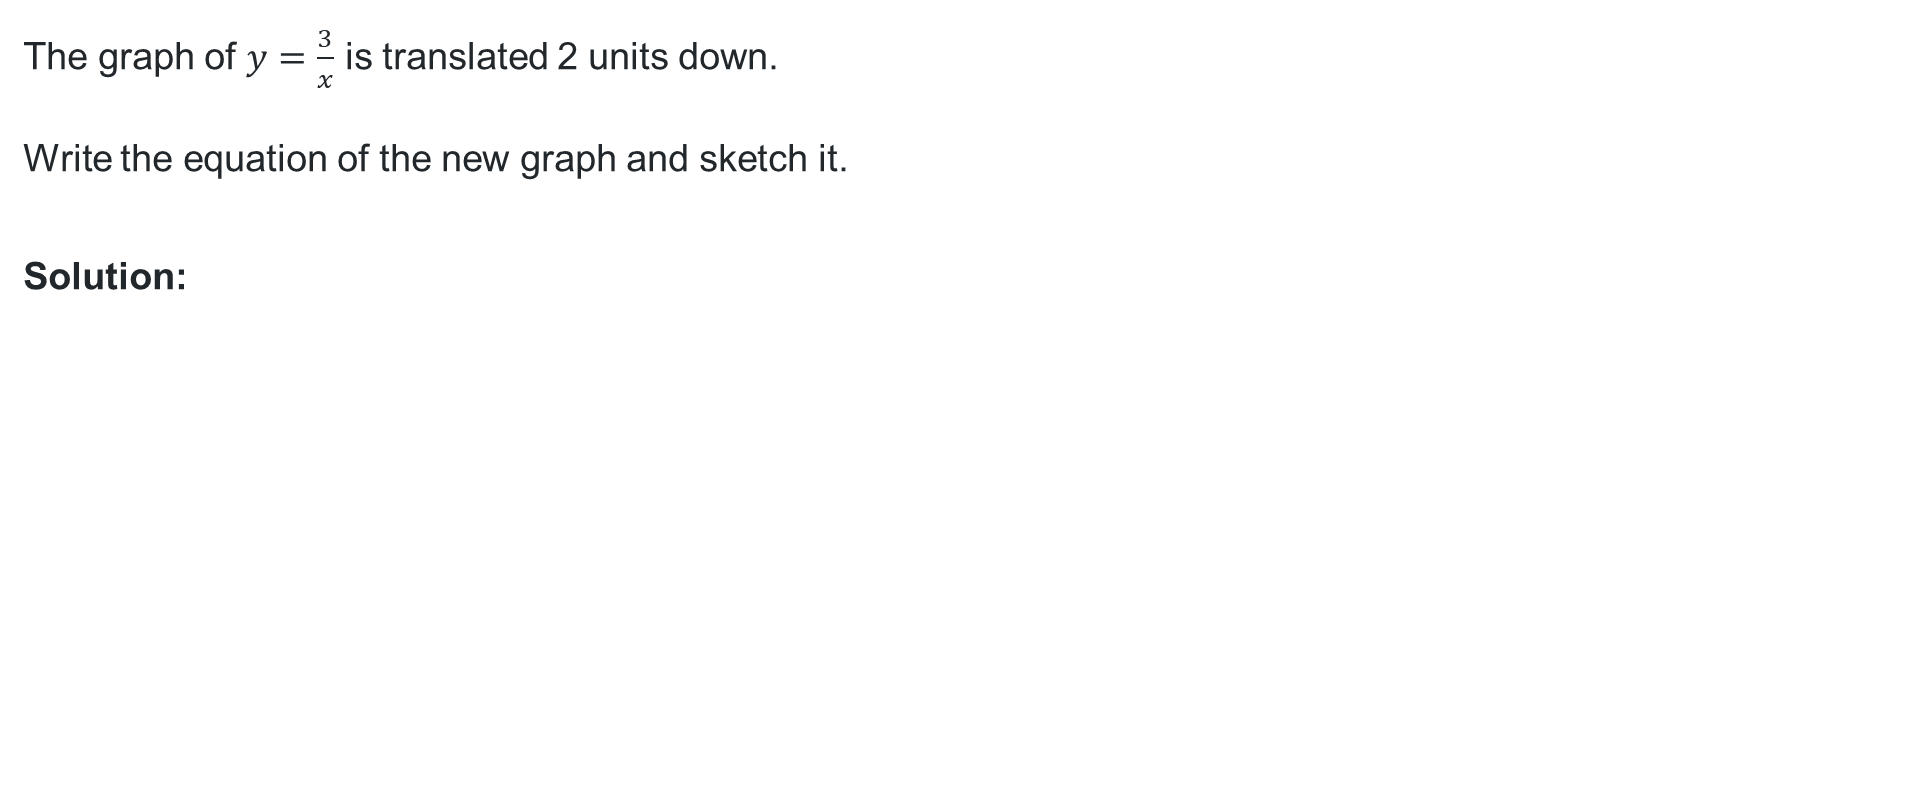 The graph of y = 3/x is translated 2 units down.
Write the equation of the new graph and sketch it.
Solution: